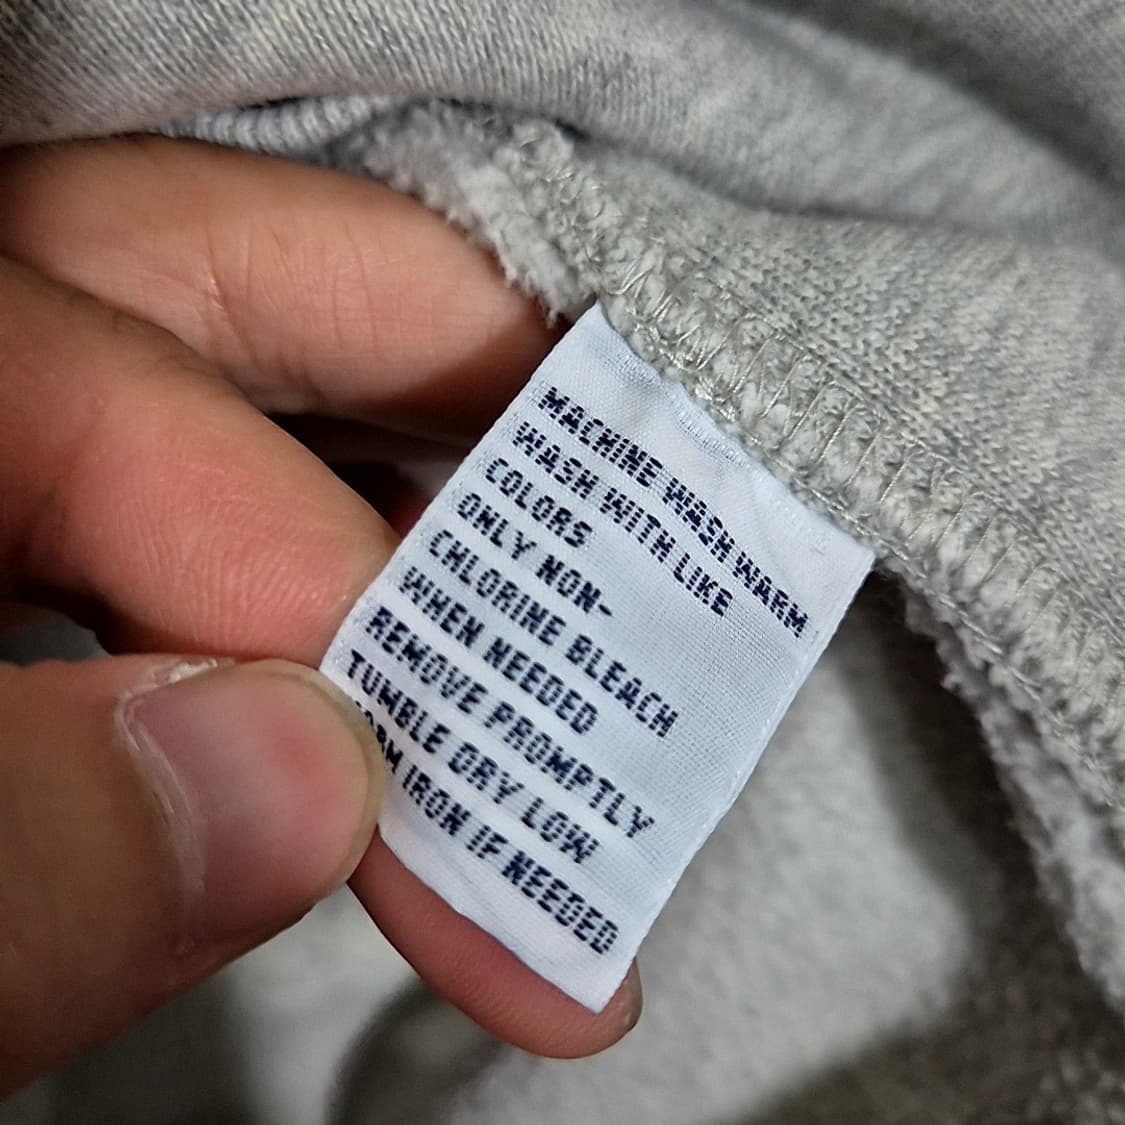 MACHINE WASH WARM
WASH WITH LIKE
COLORS
ONLY NON-
CHLORINE BLEACH
WHEN NEEDED
REMOVE PROMPTLY
TUMBLE DRY LOW
IRON IF NEEDED